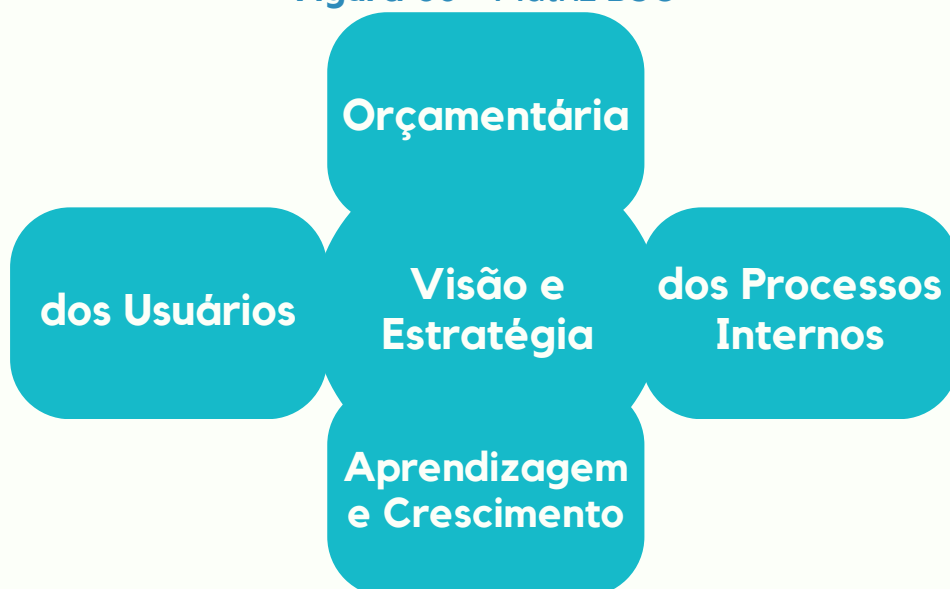 Orçamentária
dos Usuários
Visão e
Estratégia
dos Processos
Internos
Aprendizagem
e Crescimento